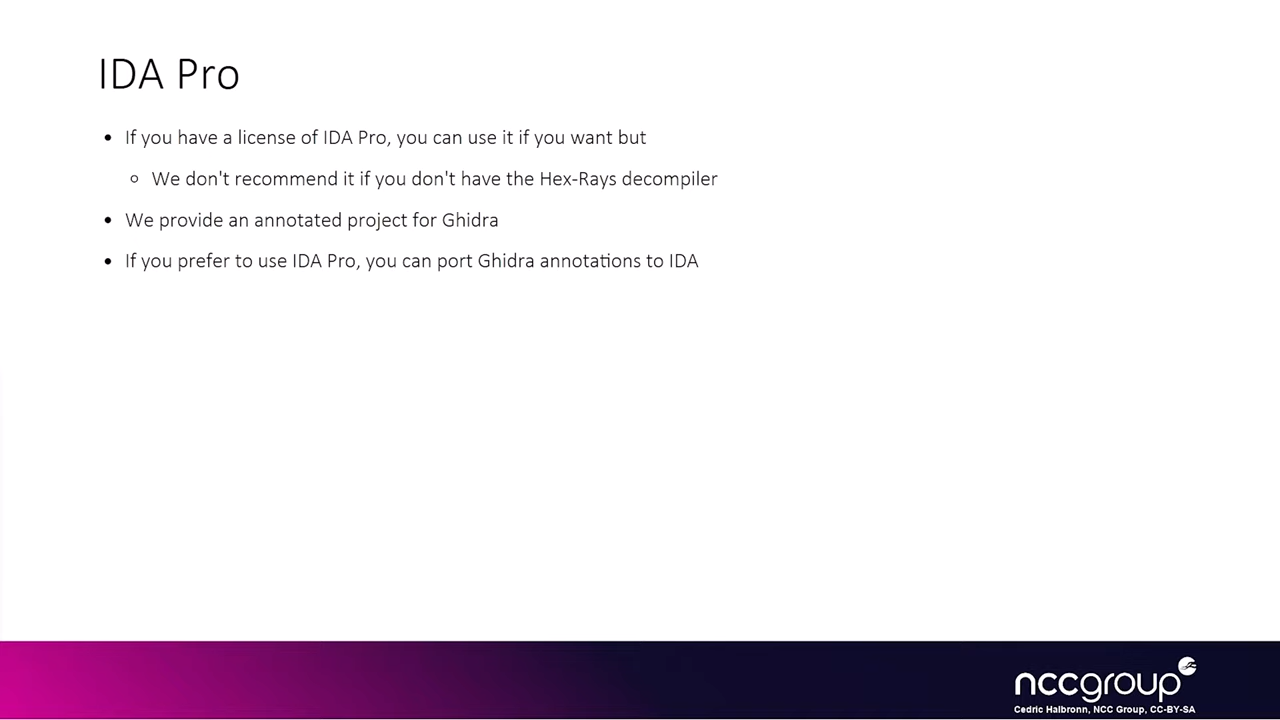 IDA Pro
• If you have a license of IDA Pro, you can use it if you want but
○ We don't recommend it if you don't have the Hex-Rays decompiler
• We provide an annotated project for Ghidra
• If you prefer to use IDA Pro, you can port Ghidra annotations to IDA
nccgroup
Cedric Halbronn, NCC Group, CC-BY-SA